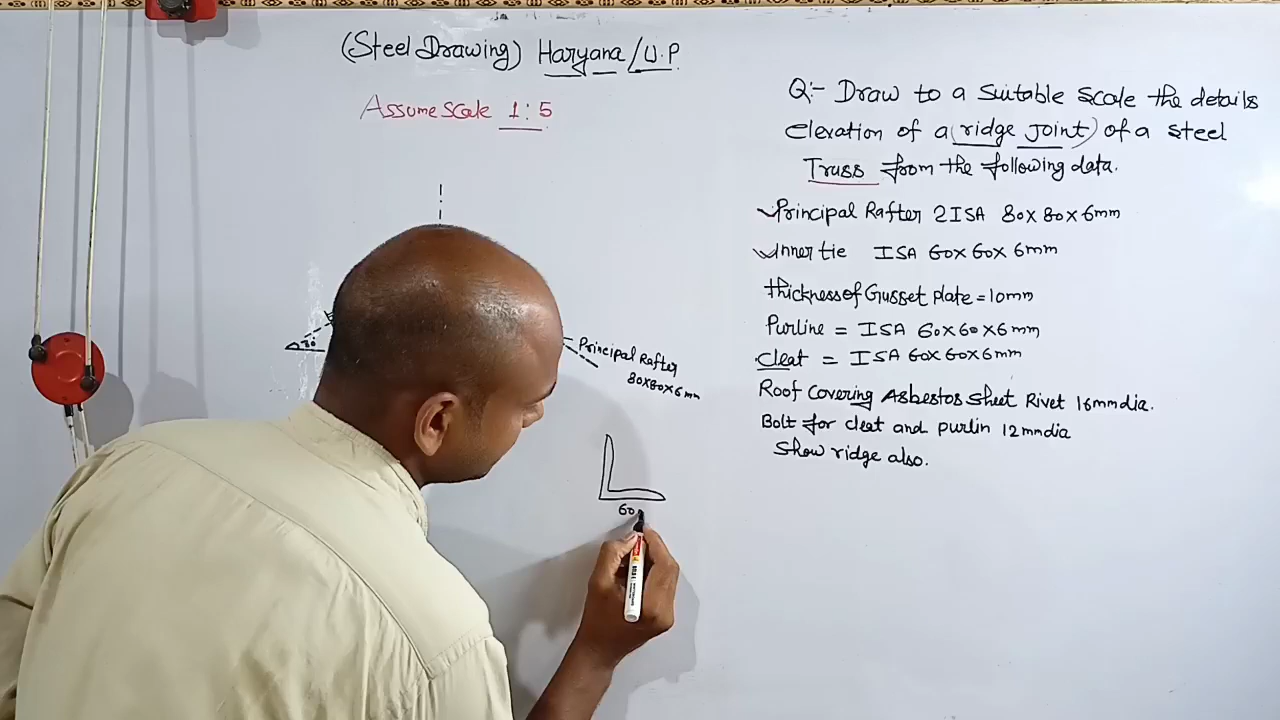 (Steel Drawing) Haryana / U.P
Assume scale 1:5
Q:- Draw to a suitable scale the details
elevation of a (ridge joint) of a steel
Truss from the following data.
Principal Rafter 2ISA 80x80x6mm
Inner tie ISA 60x60x6mm
thickness of Gusset plate = 10mm
Purline = ISA 60x60x6mm
Cleat = ISA 60x60x6mm
Roof Covering Asbestos Sheet Rivet 16mm dia.
Bolt for cleat and purlin 12mm dia
Show ridge also.
30°
Principal Rafter
80x80x6mm
60